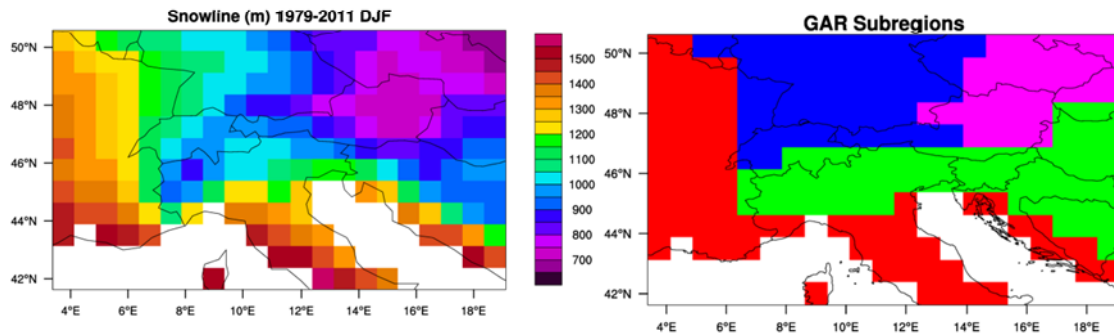 Snowline (m) 1979-2011 DJF
50°N
48°N
46°N
44°N
42°N
4°E 6°E 8°E 10°E 12°E 14°E 16°E 18°E
1500
1400
1300
1200
1100
1000
900
800
700
GAR Subregions
50°N
48°N
46°N
44°N
42°N
4°E 6°E 8°E 10°E 12°E 14°E 16°E 18°E